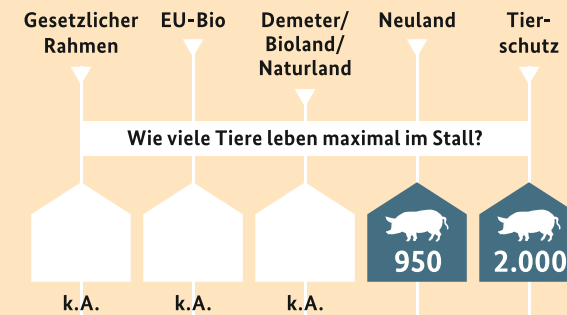 Gesetzlicher
Rahmen
EU-Bio
Demeter/
Bioland/
Naturland
Neuland
Tier-
schutz
Wie viele Tiere leben maximal im Stall?
950
2.000
k.A.
k.A.
k.A.